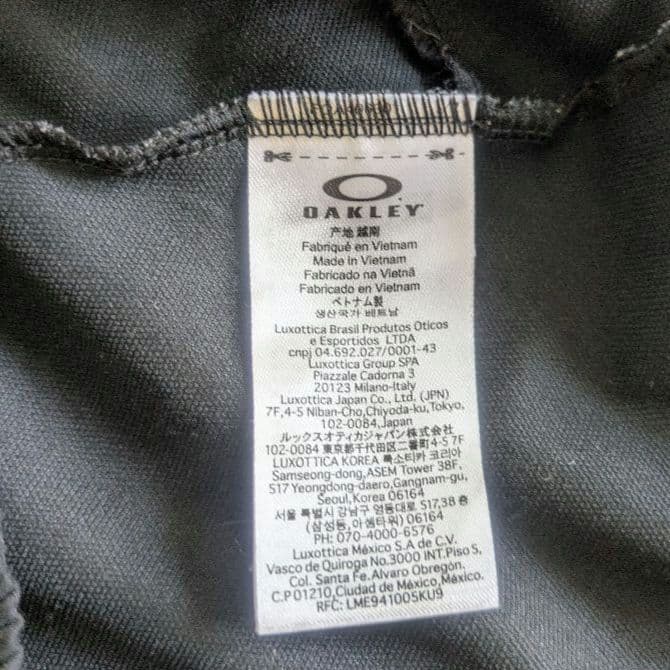 OAKLEY
产地 越南
Fabriqué en Vietnam
Made in Vietnam
Fabricado na Vietnã
Fabricado en Vietnam
ベトナム製
생산국가 베트남
Luxottica Brasil Produtos Oticos
e Esportidos LTDA
cnpj 04.692.027/0001-43
Luxottica Group SPA
Piazzale Cadorna 3
20123 Milano-Italy
Luxottica Japan Co., Ltd. (JPN)
7F,4-5 Niban-Cho,Chiyoda-ku,Tokyo,
102-0084,Japan
ルックスオティカジャパン株式会社
102-0084 東京都千代田区二番町4-5 7F
LUXOTTICA KOREA 룩소티카 코리아
Samseong-dong,ASEM Tower 38F,
517 Yeongdong-daero,Gangnam-gu,
Seoul,Korea 06164
서울 특별시 강남구 영동대로 517,38 층
(삼성동, 아셈타워) 06164
PH: 070-4000-6576
Luxottica México S.A de C.V.
Vasco de Quiroga No.3000 INT.Piso 5,
Col. Santa Fe.Alvaro Obregón.
C.P 01210,Ciudad de México,México.
RFC: LME941005KU9